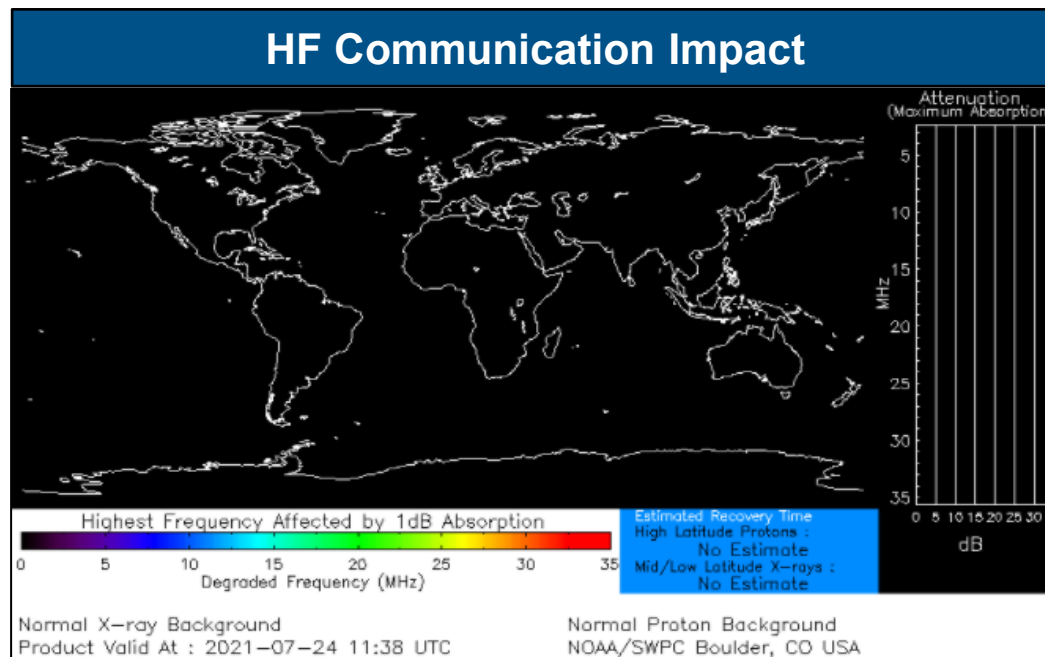 HF Communication Impact
Attenuation
(Maximum Absorption)
5
10
15
20
25
30
35
MHz
0 5 10 15 20 25 30
dB
Highest Frequency Affected by 1dB Absorption
0 5 10 15 20 25 30 35
Degraded Frequency (MHz)
Estimated Recovery Time
High Latitude Protons :
No Estimate
Mid/Low Latitude X-rays :
No Estimate
Normal X-ray Background
Normal Proton Background
Product Valid At : 2021-07-24 11:38 UTC
NOAA/SWPC Boulder, CO USA